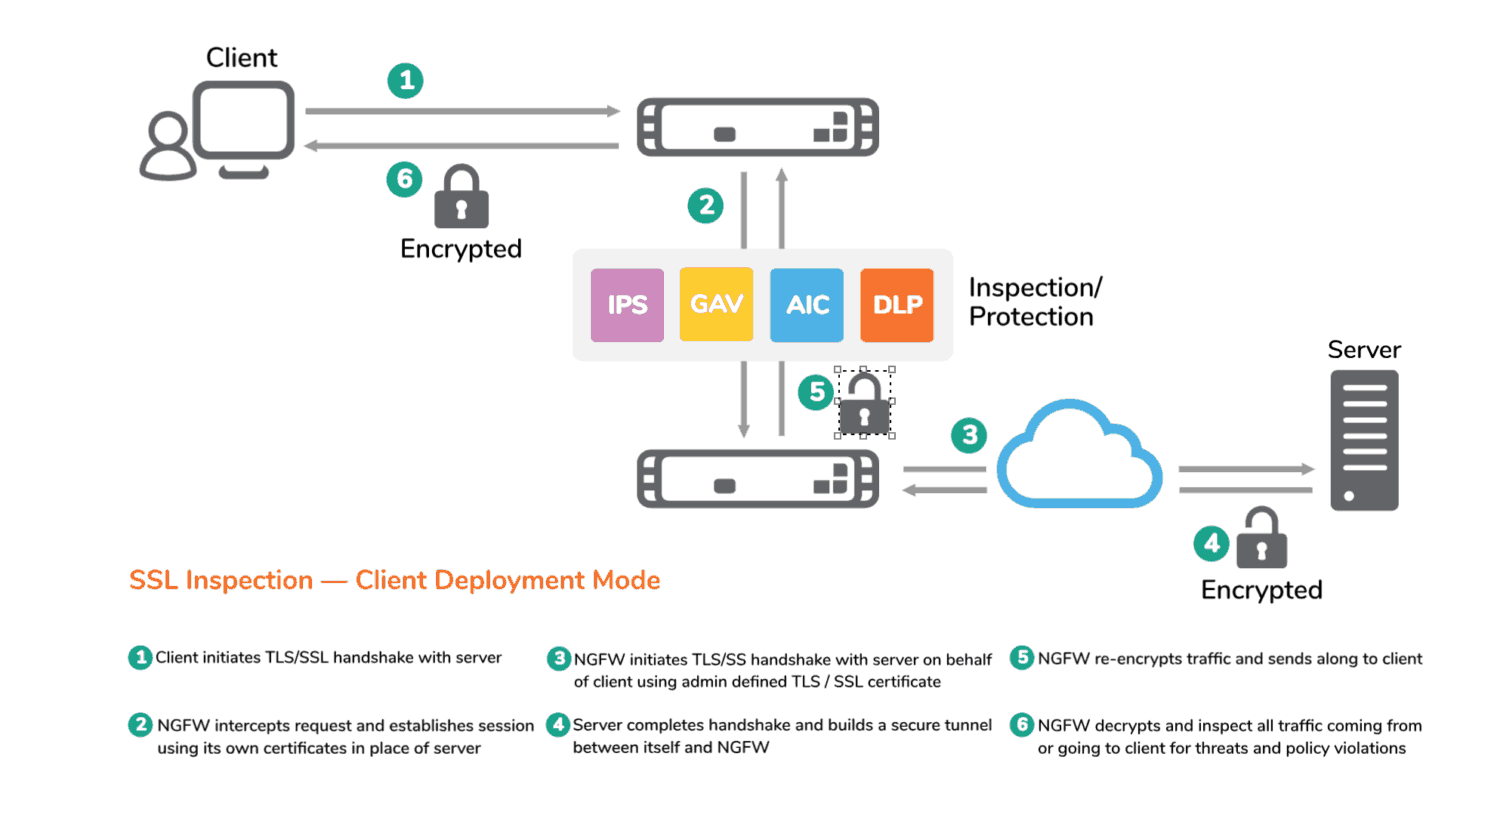 Client
1
6
Encrypted
2
IPS GAV AIC DLP
Inspection/
Protection
5
3
Server
4
Encrypted
SSL Inspection — Client Deployment Mode
1 Client initiates TLS/SSL handshake with server
2 NGFW intercepts request and establishes session
using its own certificates in place of server
3 NGFW initiates TLS/SS handshake with server on behalf
of client using admin defined TLS / SSL certificate
4 Server completes handshake and builds a secure tunnel
between itself and NGFW
5 NGFW re-encrypts traffic and sends along to client
6 NGFW decrypts and inspect all traffic coming from
or going to client for threats and policy violations